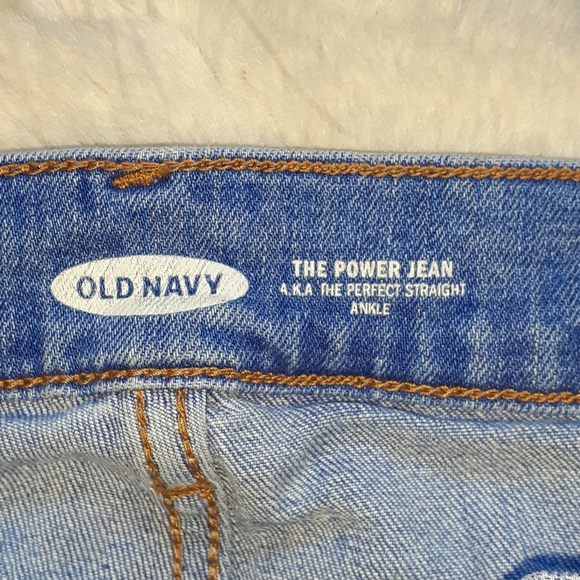 OLD NAVY
THE POWER JEAN
A.K.A THE PERFECT STRAIGHT
ANKLE